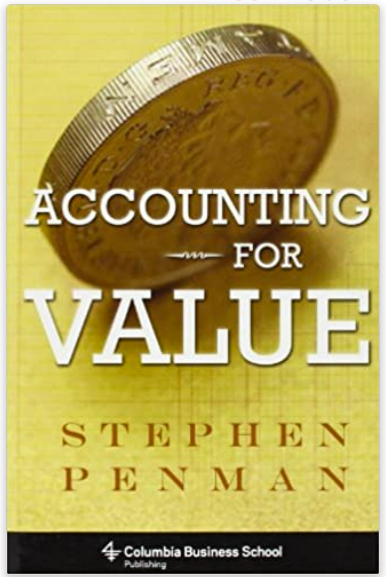 ACCOUNTING
FOR
VALUE
STEPHEN
PENMAN
Columbia Business School
Publishing